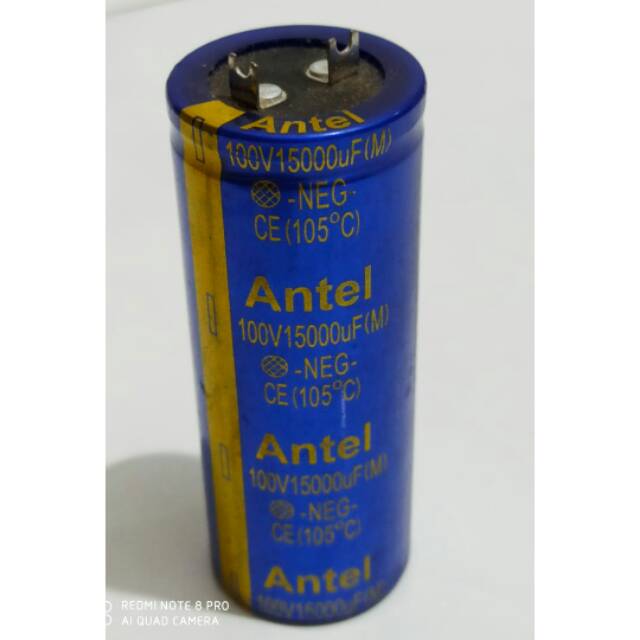 Antel
100V15000uF(M)
-NEG-
CE(105°C)
Antel
100V15000uF(M)
-NEG-
CE(105°C)
Antel
100V15000uF(M)
-NEG-
CE(105°C)
Antel
100V15000uF(M)
REDMI NOTE 8 PRO
AI QUAD CAMERA